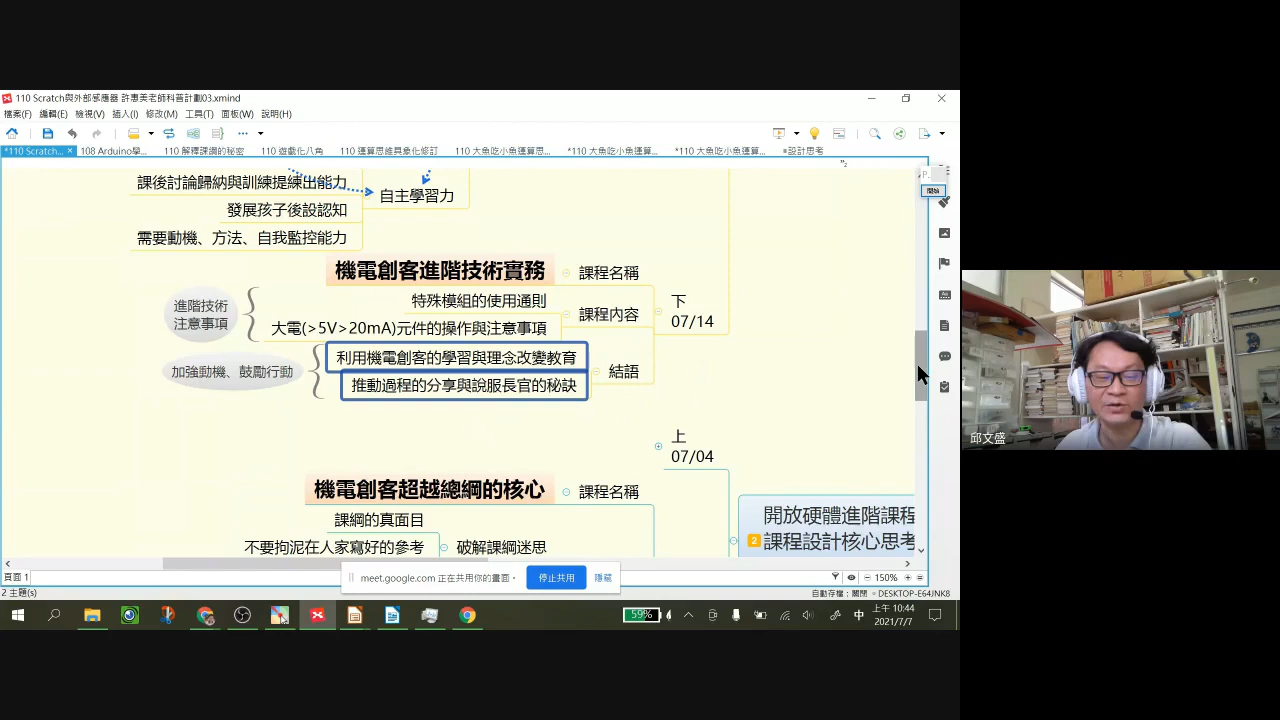 110 Scratch與外部感應器 許惠美老師科普計劃03.xmind
檔案(F) 編輯(E) 檢視(V) 插入(I) 修改(M) 工具(T) 面板(W) 說明(H)
*110 Scratch... × 108 Arduino學... 110 解釋課綱的秘密 110 遊戲化八角 110 運算思維具象化修訂 110 大魚吃小魚運算思... *110 大魚吃小魚運算... *110 大魚吃小魚運算... *設計思考
課後討論歸納與訓練提練出能力
自主學習力
發展孩子後設認知
需要動機、方法、自我監控能力
開始
機電創客進階技術實務
課程名稱
特殊模組的使用通則
課程內容
大電(>5V>20mA)元件的操作與注意事項
進階技術
注意事項
下
07/14
利用機電創客的學習與理念改變教育
推動過程的分享與說服長官的秘訣
結語
加強動機、鼓勵行動
上
07/04
機電創客超越總綱的核心
課程名稱
課綱的真面目
不要拘泥在人家寫好的參考
破解課綱迷思
開放硬體進階課程
2 課程設計核心思考
邱文盛
頁面 1
150%
meet.google.com 正在共用你的畫面。 停止共用 隱藏
2 主題(s)
自動存檔：關閉 DESKTOP-E64JNK8
59%
中
上午 10:44
2021/7/7